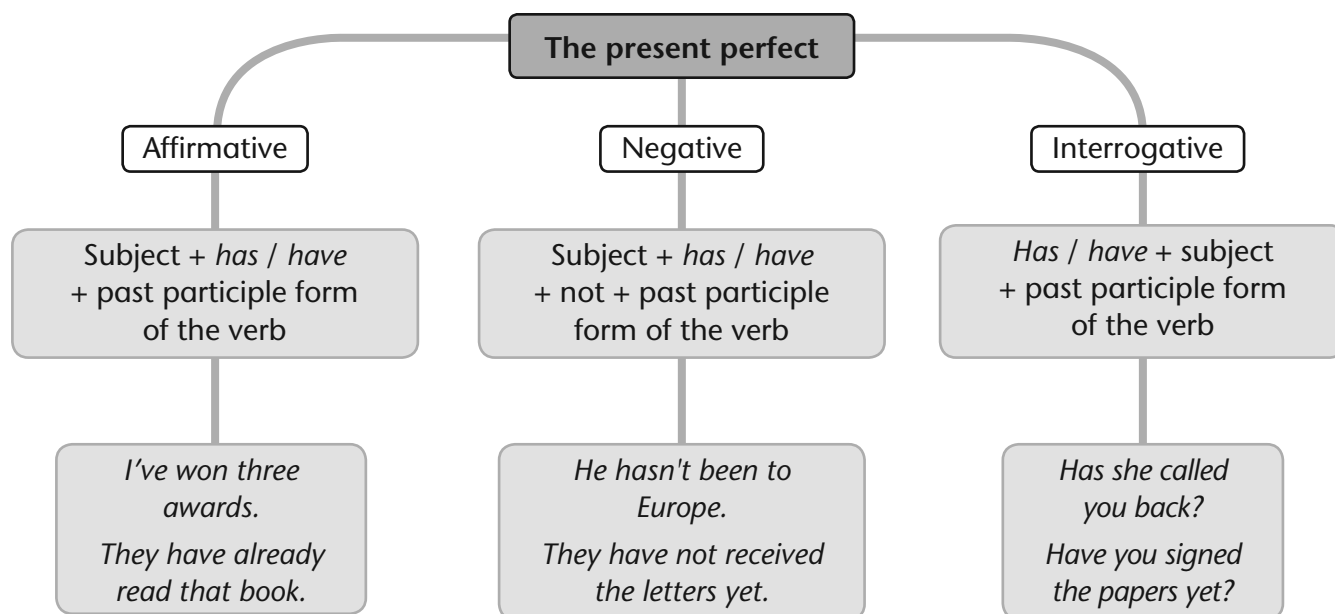 The present perfect
Affirmative
Negative
Interrogative
Subject + has / have
+ past participle form
of the verb
Subject + has / have
+ not + past participle
form of the verb
Has / have + subject
+ past participle form
of the verb
I've won three
awards.
They have already
read that book.
He hasn't been to
Europe.
They have not received
the letters yet.
Has she called
you back?
Have you signed
the papers yet?